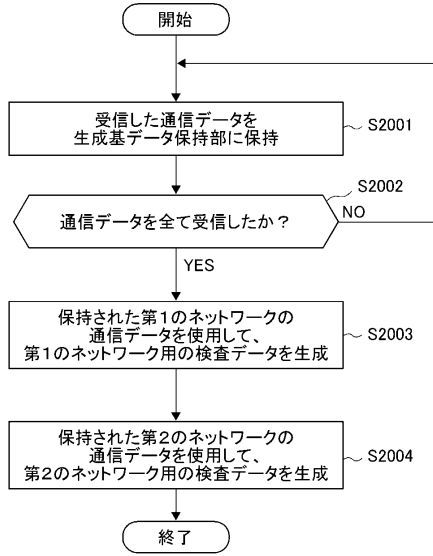 開始
受信した通信データを
生成基データ保持部に保持
S2001
S2002
通信データを全て受信したか？
NO
YES
保持された第１のネットワークの
通信データを使用して、
第１のネットワーク用の検査データを生成
S2003
保持された第２のネットワークの
通信データを使用して、
第２のネットワーク用の検査データを生成
S2004
終了